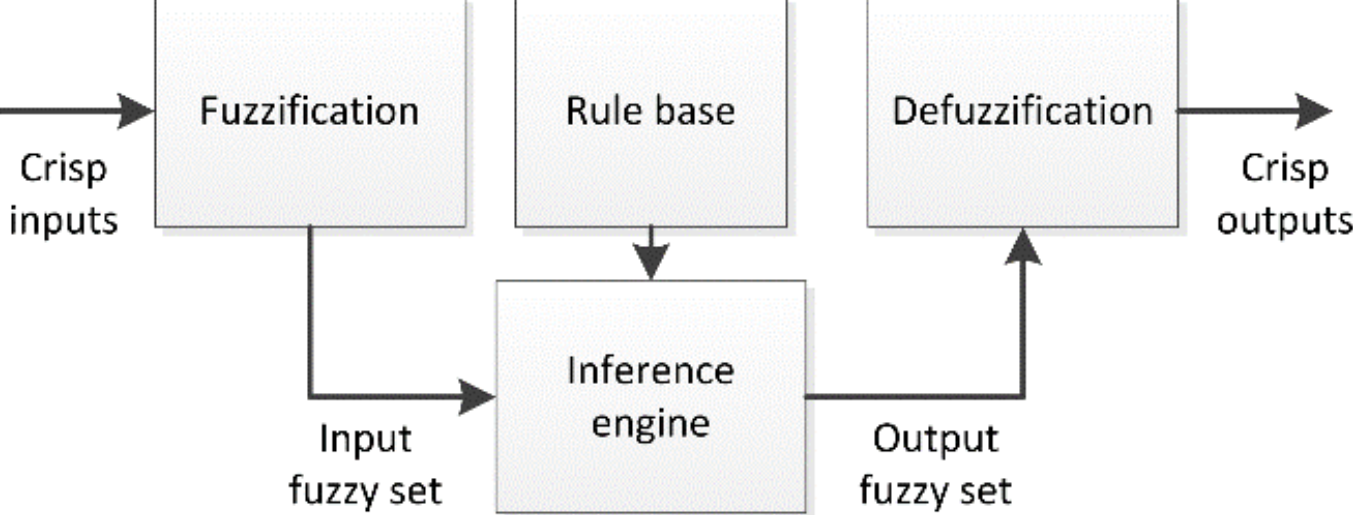 Fuzzification
Rule base
Defuzzification
Crisp
inputs
Crisp
outputs
Inference
engine
Input
fuzzy set
Output
fuzzy set